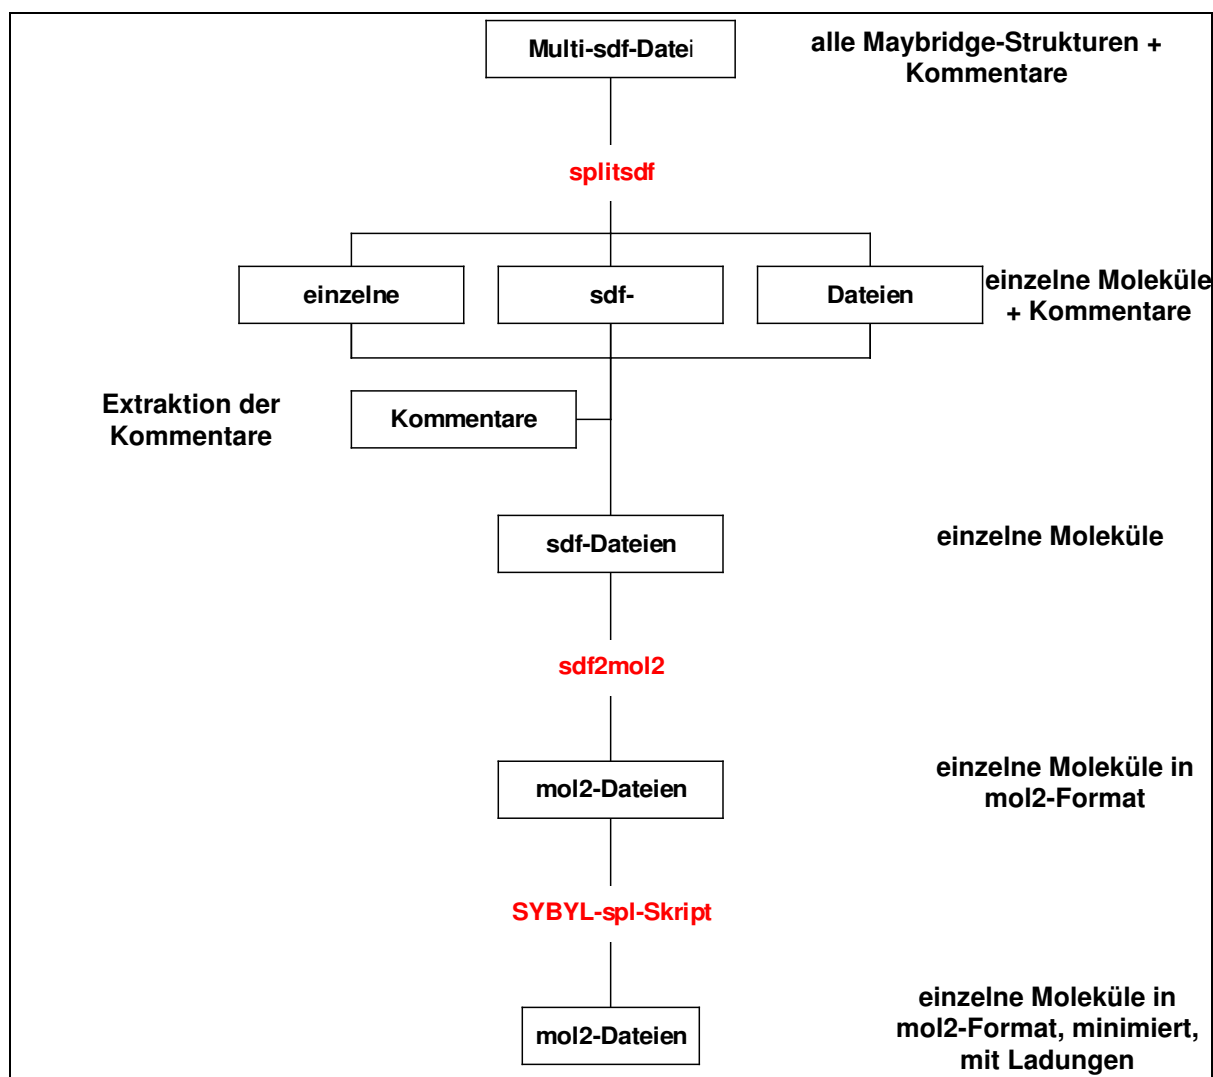 Multi-sdf-Datei
alle Maybridge-Strukturen +
Kommentare
splitsdf
einzelne
sdf-
Dateien
einzelne Moleküle
+ Kommentare
Extraktion der
Kommentare
Kommentare
sdf-Dateien
einzelne Moleküle
sdf2mol2
mol2-Dateien
einzelne Moleküle in
mol2-Format
SYBYL-spl-Skript
mol2-Dateien
einzelne Moleküle in
mol2-Format, minimiert,
mit Ladungen